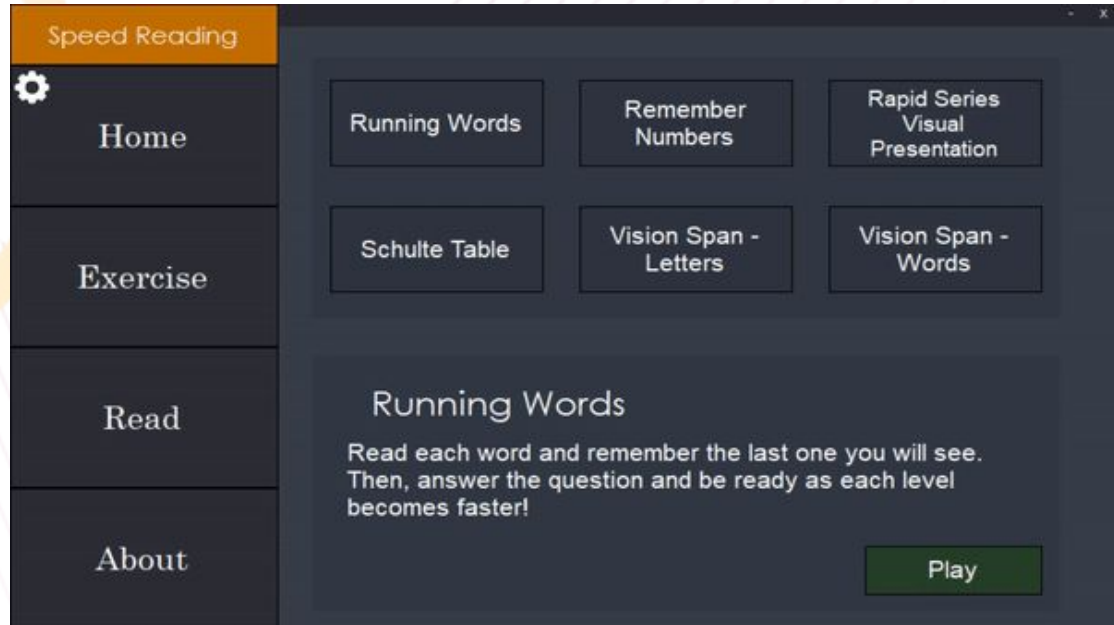 Speed Reading
- x
Home
Exercise
Read
About
Running Words
Remember
Numbers
Rapid Series
Visual
Presentation
Schulte Table
Vision Span -
Letters
Vision Span -
Words
Running Words
Read each word and remember the last one you will see.
Then, answer the question and be ready as each level
becomes faster!
Play